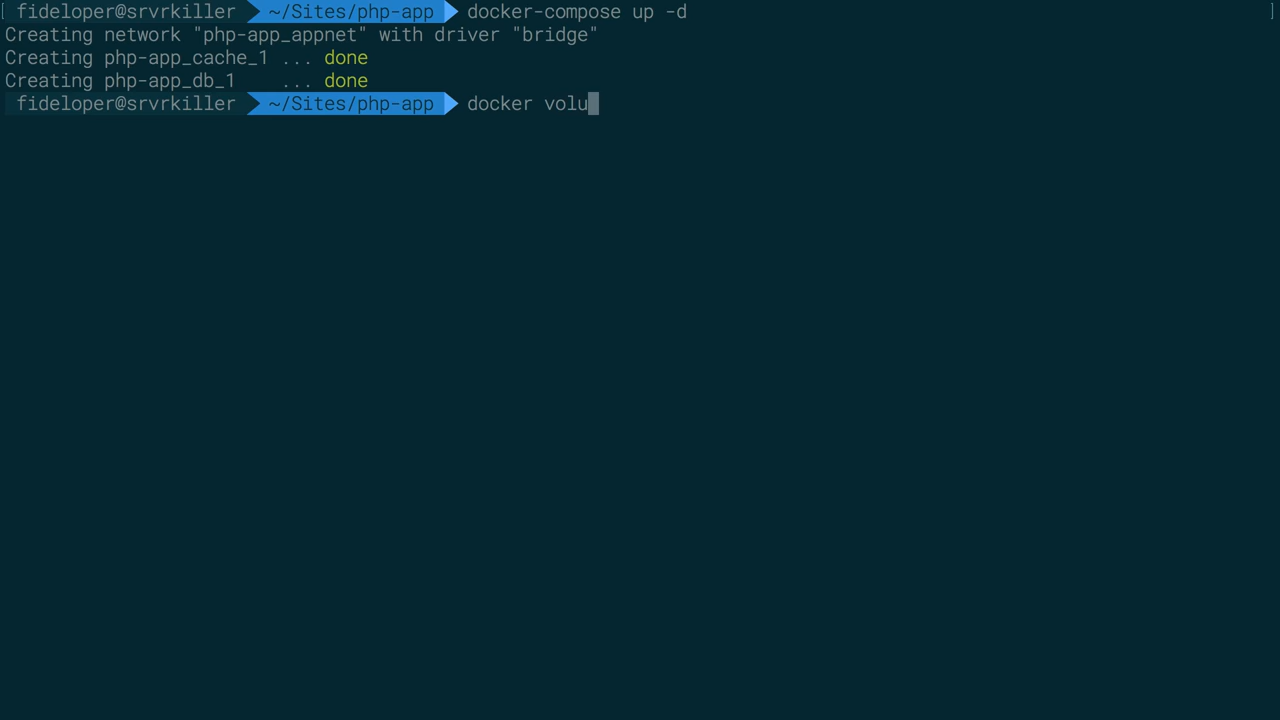 [ fideloper@srvrkiller ~/Sites/php-app docker-compose up -d ]
Creating network "php-app_appnet" with driver "bridge"
Creating php-app_cache_1 ... done
Creating php-app_db_1 ... done
fideloper@srvrkiller ~/Sites/php-app docker volu